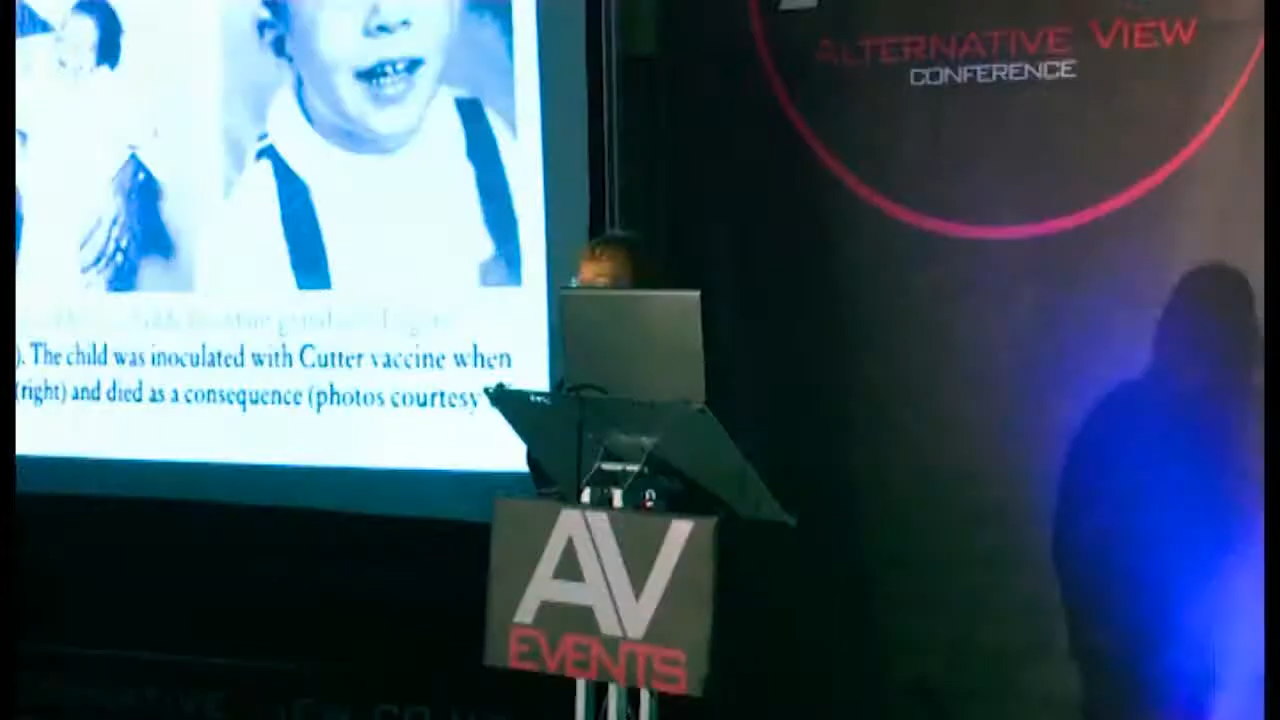 ALTERNATIVE VIEW
CONFERENCE
). The child was inoculated with Cutter vaccine when
(right) and died as a consequence (photos courtesy
AV
EVENTS